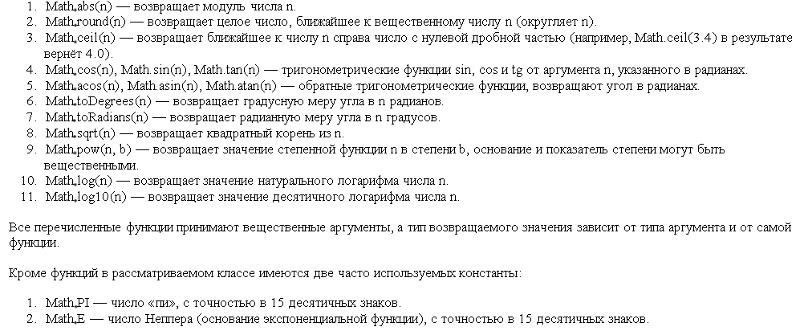 1. Math.abs(n) — возвращает модуль числа n.
2. Math.round(n) — возвращает целое число, ближайшее к вещественному числу n (округляет n).
3. Math.ceil(n) — возвращает ближайшее к числу n справа число с нулевой дробной частью (например, Math.ceil(3.4) в результате
вернёт 4.0).
4. Math.cos(n), Math.sin(n), Math.tan(n) — тригонометрические функции sin, cos и tg от аргумента n, указанного в радианах.
5. Math.acos(n), Math.asin(n), Math.atan(n) — обратные тригонометрические функции, возвращают угол в радианах.
6. Math.toDegrees(n) — возвращает градусную меру угла в n радианов.
7. Math.toRadians(n) — возвращает радианную меру угла в n градусов.
8. Math.sqrt(n) — возвращает квадратный корень из n.
9. Math.pow(n, b) — возвращает значение степенной функции n в степени b, основание и показатель степени могут быть
вещественными.
10. Math.log(n) — возвращает значение натурального логарифма числа n.
11. Math.log10(n) — возвращает значение десятичного логарифма числа n.
Все перечисленные функции принимают вещественные аргументы, а тип возвращаемого значения зависит от типа аргумента и от самой
функции.
Кроме функций в рассматриваемом классе имеются две часто используемых константы:
1. Math.PI — число «пи», с точностью в 15 десятичных знаков.
2. Math.E — число Неппера (основание экспоненциальной функции), с точностью в 15 десятичных знаков.